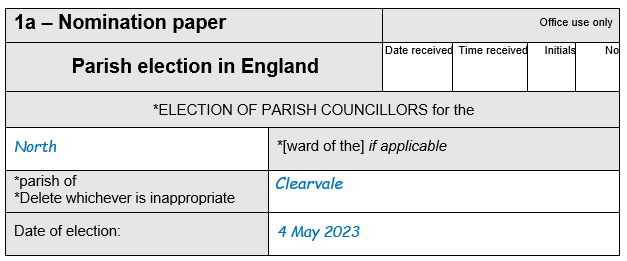 1a – Nomination paper
Office use only
Parish election in England
Date received Time received Initials No
*ELECTION OF PARISH COUNCILLORS for the
North *[ward of the] if applicable
*parish of
*Delete whichever is inappropriate
Clearvale
Date of election: 4 May 2023